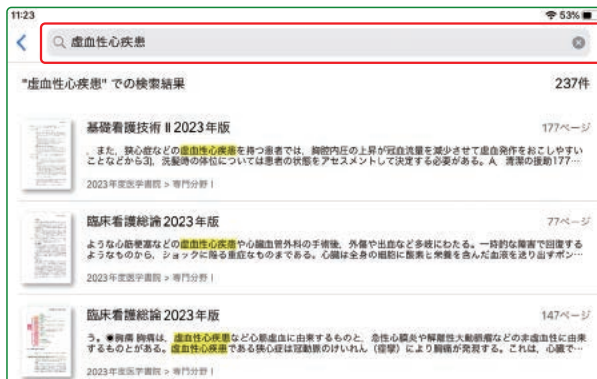 11:23 53%
虚血性心疾患
"虚血性心疾患" での検索結果 237件
基礎看護技術 II 2023年版 177ページ
，また，狭心症などの虚血性心疾患を持つ患者では，胸腔内圧の上昇が冠血流量を減少させて虚血発作をおこしやすい
ことなどから3)，洗髪時の体位については患者の状態をアセスメントして決定する必要がある。A．清潔の援助177…
2023年度医学書院 > 専門分野 I
臨床看護総論 2023年版 77ページ
ような心筋梗塞などの虚血性心疾患や心臓血管外科の手術後，外傷や出血など多岐にわたる。一時的な障害で回復する
ようなものから，ショックに陥る重症なものまである。心臓は全身の細胞に酸素と栄養を含んだ血液を送り出すポン…
2023年度医学書院 > 専門分野 I
臨床看護総論 2023年版 147ページ
う。●胸痛 胸痛は，虚血性心疾患など心筋虚血に由来するものと，急性心膜炎や解離性大動脈瘤などの非虚血性に由来
するものとがある。虚血性心疾患である狭心症は冠動脈のけいれん（攣縮）により胸痛が発現する。これは，心臓で…
2023年度医学書院 > 専門分野 I